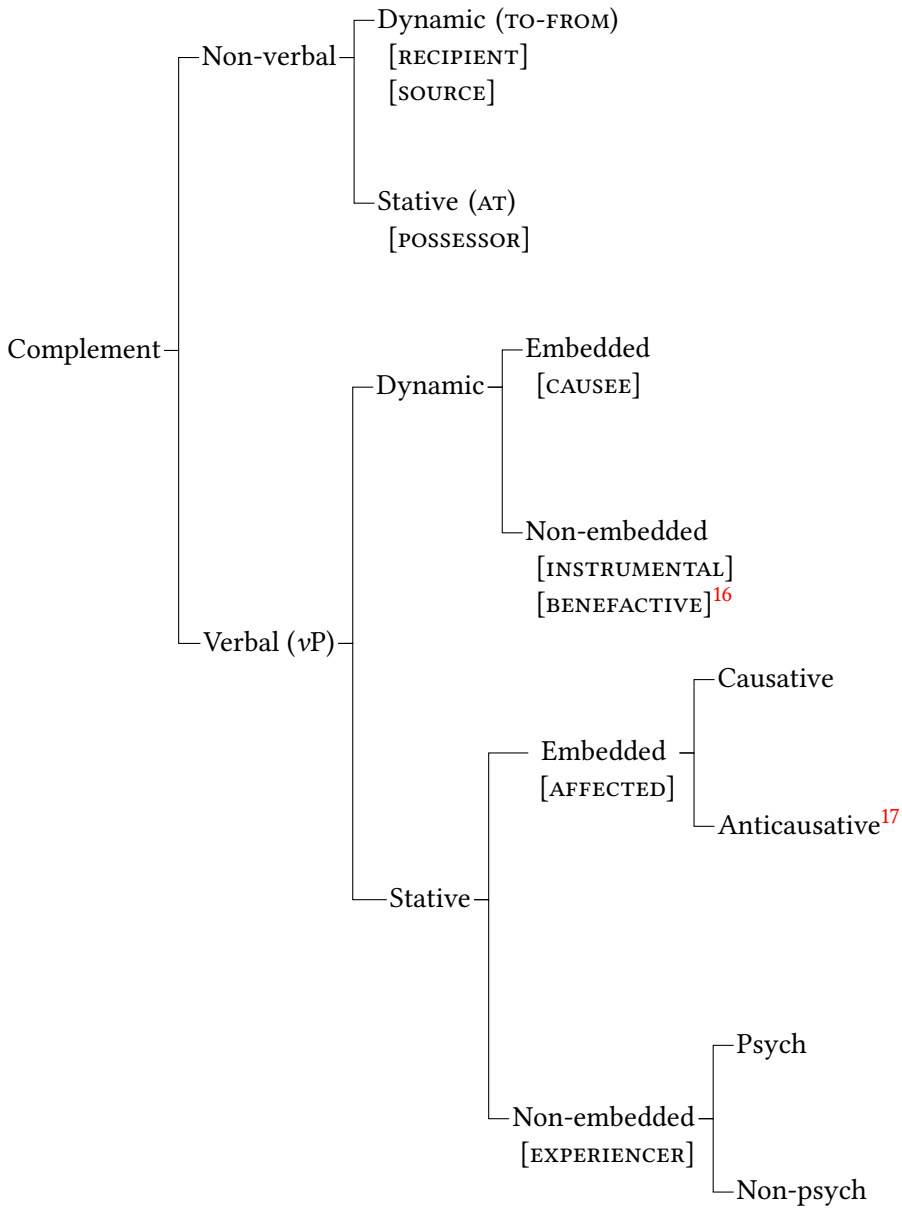 Dynamic (TO-FROM)
Non-verbal
[RECIPIENT]
[SOURCE]
Stative (AT)
[POSSESSOR]
Complement
Embedded
Dynamic
[CAUSEE]
Non-embedded
[INSTRUMENTAL]
[BENEFACTIVE]16
Verbal (vP)
Causative
Embedded
[AFFECTED]
Anticausative17
Stative
Psych
Non-embedded
[EXPERIENCER]
Non-psych